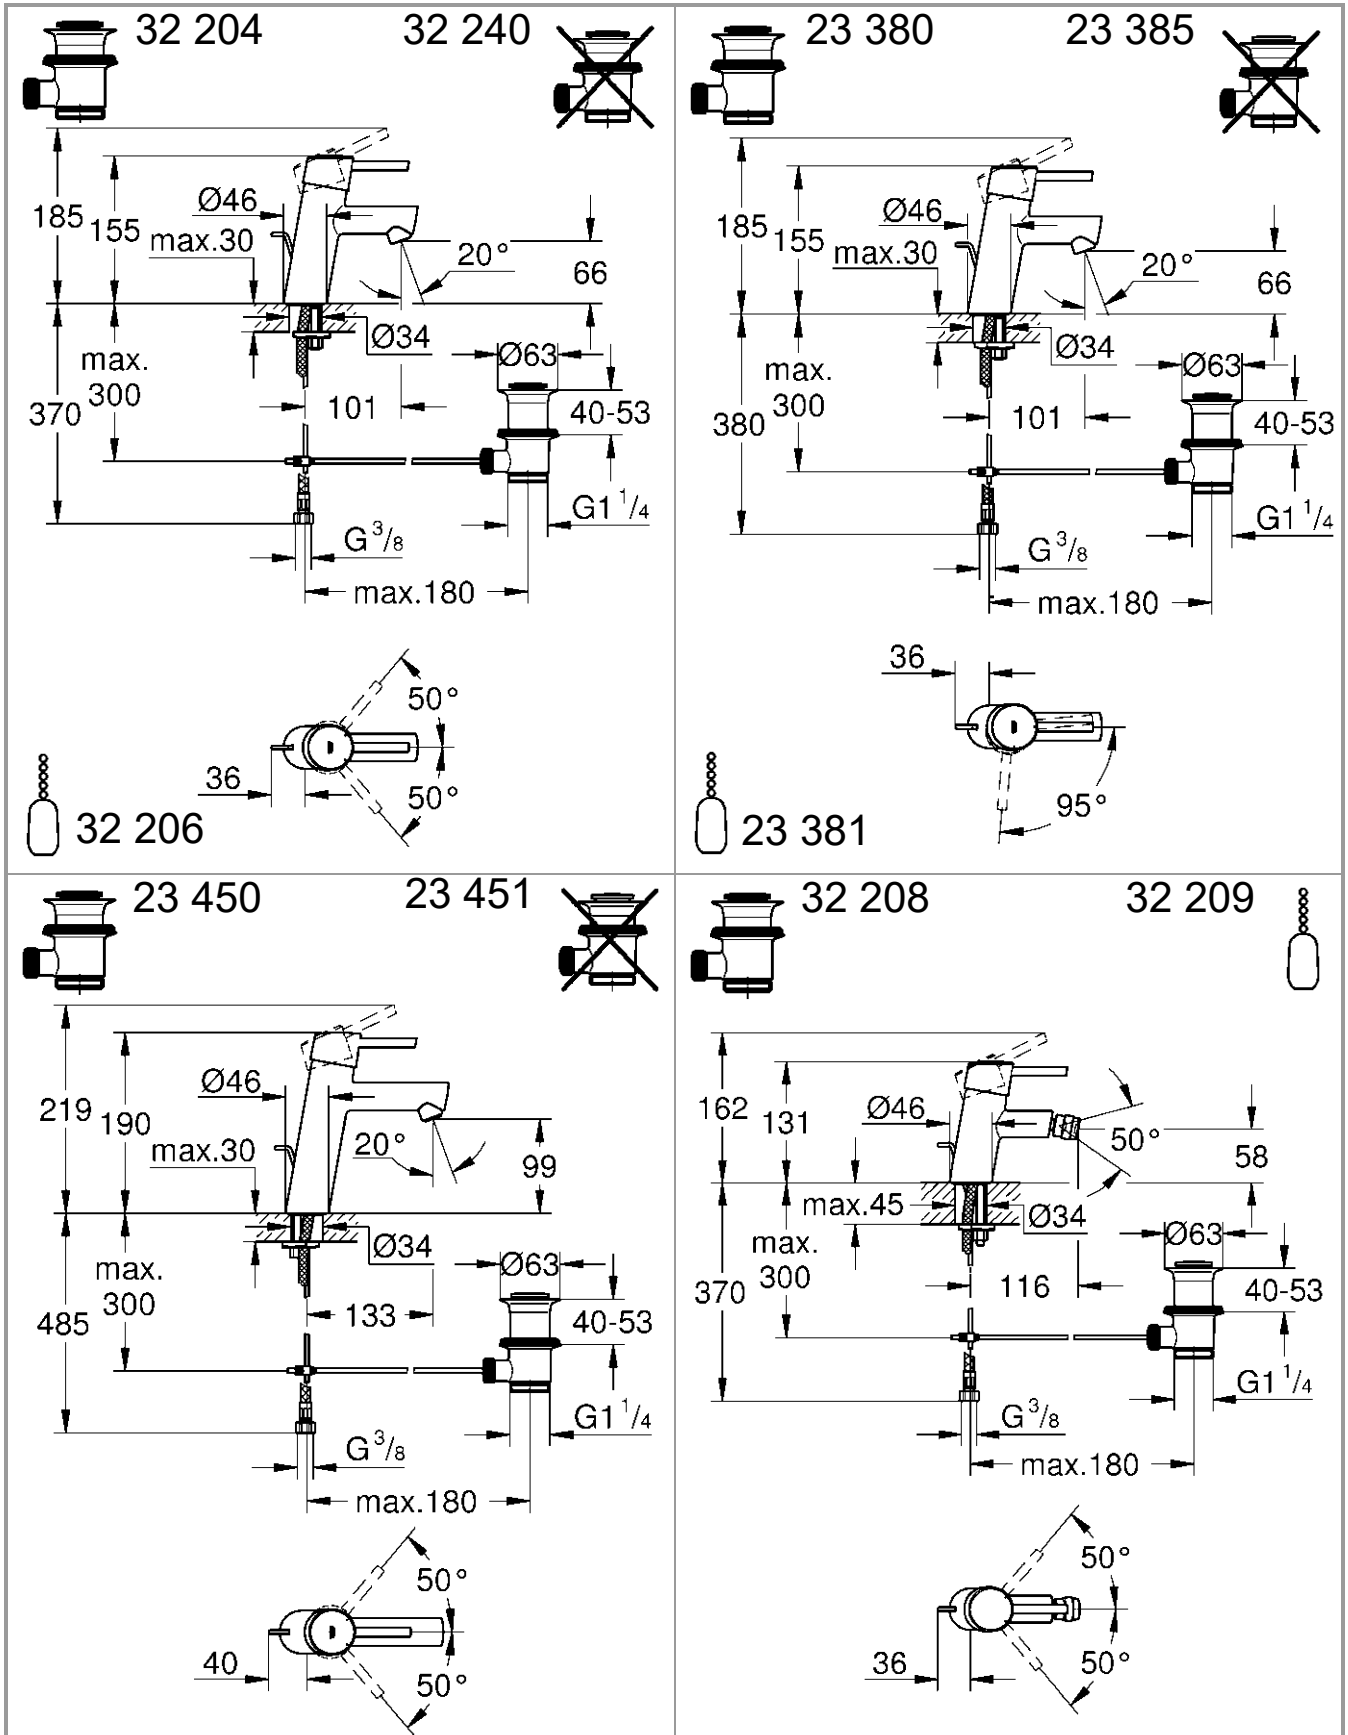 32 204 32 240
185 155 Ø46
max.30 20° 66
Ø34
max.
300
370
Ø63
101 40-53
G1 1/4
G 3/8
max.180
50°
36
50°
32 206
23 380 23 385
185 155 Ø46
max.30 20° 66
Ø34
max.
300
380
Ø63
101 40-53
G1 1/4
G 3/8
max.180
36
95°
23 381
23 450 23 451
219 190 Ø46
max.30 20° 99
Ø34
max.
300
485
Ø63
133 40-53
G1 1/4
G 3/8
max.180
50°
40
50°
32 208 32 209
162 131 Ø46
50° 58
max.45 Ø34
max.
300
370
Ø63
116 40-53
G1 1/4
G 3/8
max.180
50°
36
50°